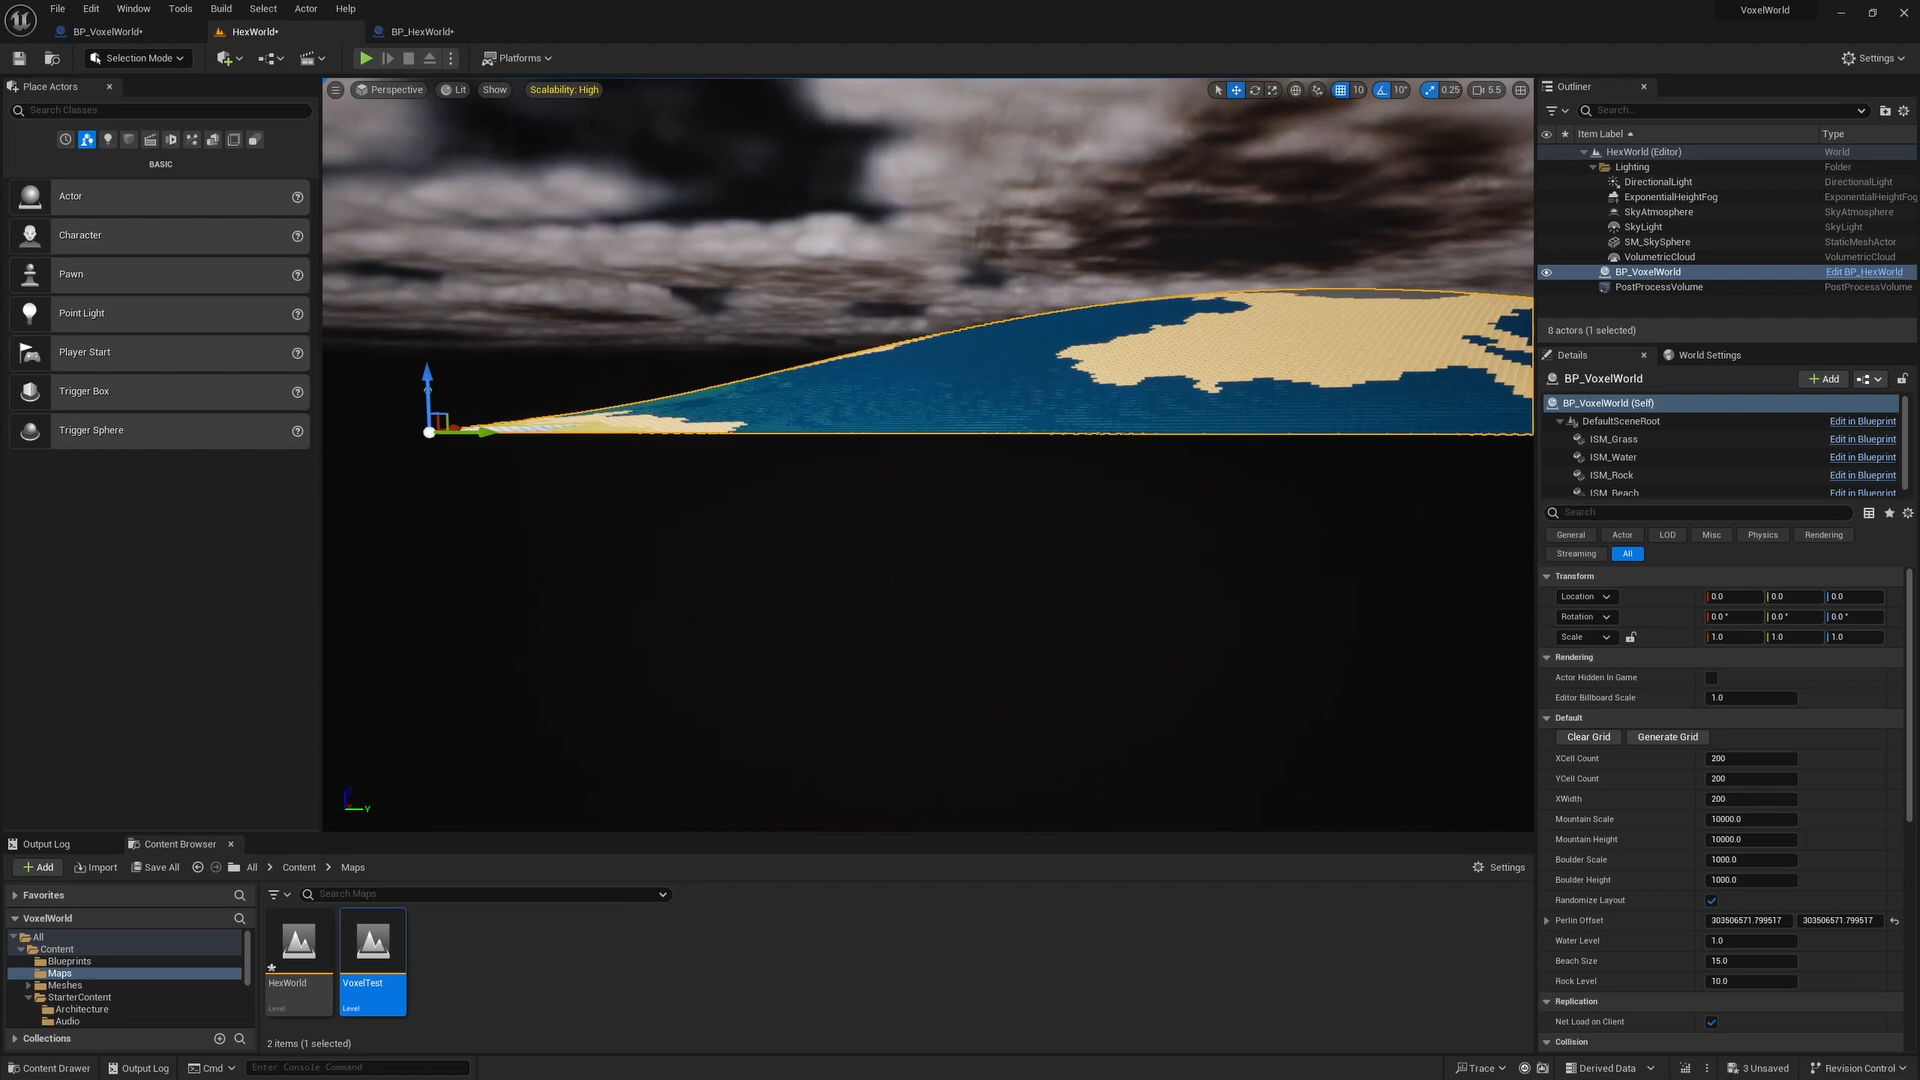 File Edit Window Tools Build Select Actor Help
VoxelWorld
BP_VoxelWorld*
HexWorld*
BP_HexWorld*
Selection Mode
Platforms
Settings
Place Actors
Search Classes
BASIC
Actor
Character
Pawn
Point Light
Player Start
Trigger Box
Trigger Sphere
Perspective Lit Show Scalability: High
10 10° 0.25 5.5
Y
Outliner
Search...
Item Label Type
HexWorld (Editor) World
Lighting Folder
DirectionalLight DirectionalLight
ExponentialHeightFog ExponentialHeightFog
SkyAtmosphere SkyAtmosphere
SkyLight SkyLight
SM_SkySphere StaticMeshActor
VolumetricCloud VolumetricCloud
BP_VoxelWorld Edit BP_HexWorld
PostProcessVolume PostProcessVolume
8 actors (1 selected)
Details World Settings
BP_VoxelWorld Add
BP_VoxelWorld (Self)
DefaultSceneRoot Edit in Blueprint
ISM_Grass Edit in Blueprint
ISM_Water Edit in Blueprint
ISM_Rock Edit in Blueprint
ISM_Beach Edit in Blueprint
Search
General Actor LOD Misc Physics Rendering
Streaming All
Transform
Location 0.0 0.0 0.0
Rotation 0.0 ° 0.0 ° 0.0 °
Scale 1.0 1.0 1.0
Rendering
Actor Hidden In Game
Editor Billboard Scale 1.0
Default
Clear Grid Generate Grid
XCell Count 200
YCell Count 200
XWidth 200
Mountain Scale 10000.0
Mountain Height 10000.0
Boulder Scale 1000.0
Boulder Height 1000.0
Randomize Layout
Perlin Offset 303506571.799517 303506571.799517
Water Level 1.0
Beach Size 15.0
Rock Level 10.0
Replication
Net Load on Client
Collision
Output Log Content Browser
Add Import Save All All Content Maps Settings
Favorites
VoxelWorld
All
Content
Blueprints
Maps
Meshes
StarterContent
Architecture
Audio
Collections
Search Maps
HexWorld
Level
VoxelTest
Level
2 items (1 selected)
Content Drawer Output Log Cmd Enter Console Command
Trace Derived Data 3 Unsaved Revision Control